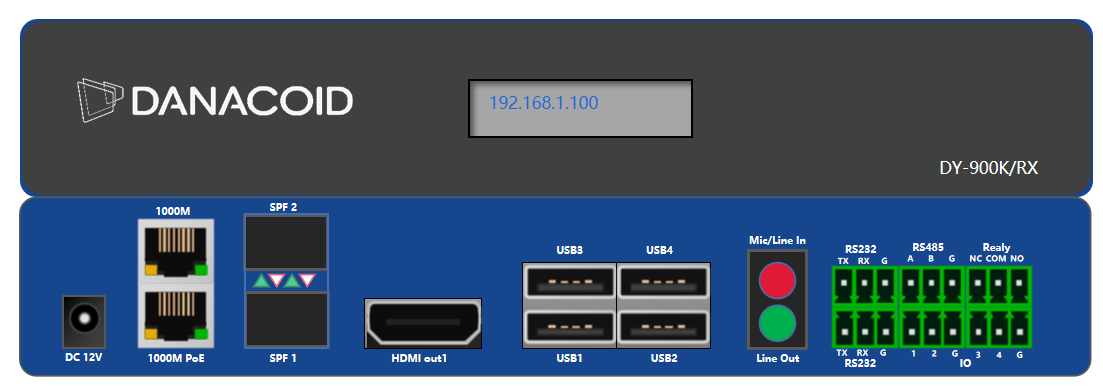 DANACOID
192.168.1.100
DY-900K/RX
1000M
SPF 2
USB3 USB4
Mic/Line In
RS232 RS485 Realy
TX RX G A B G NC COM NO
DC 12V
1000M PoE
SPF 1
HDMI out1
USB1 USB2
Line Out
TX RX G 1 2 G 3 4 G
RS232 IO